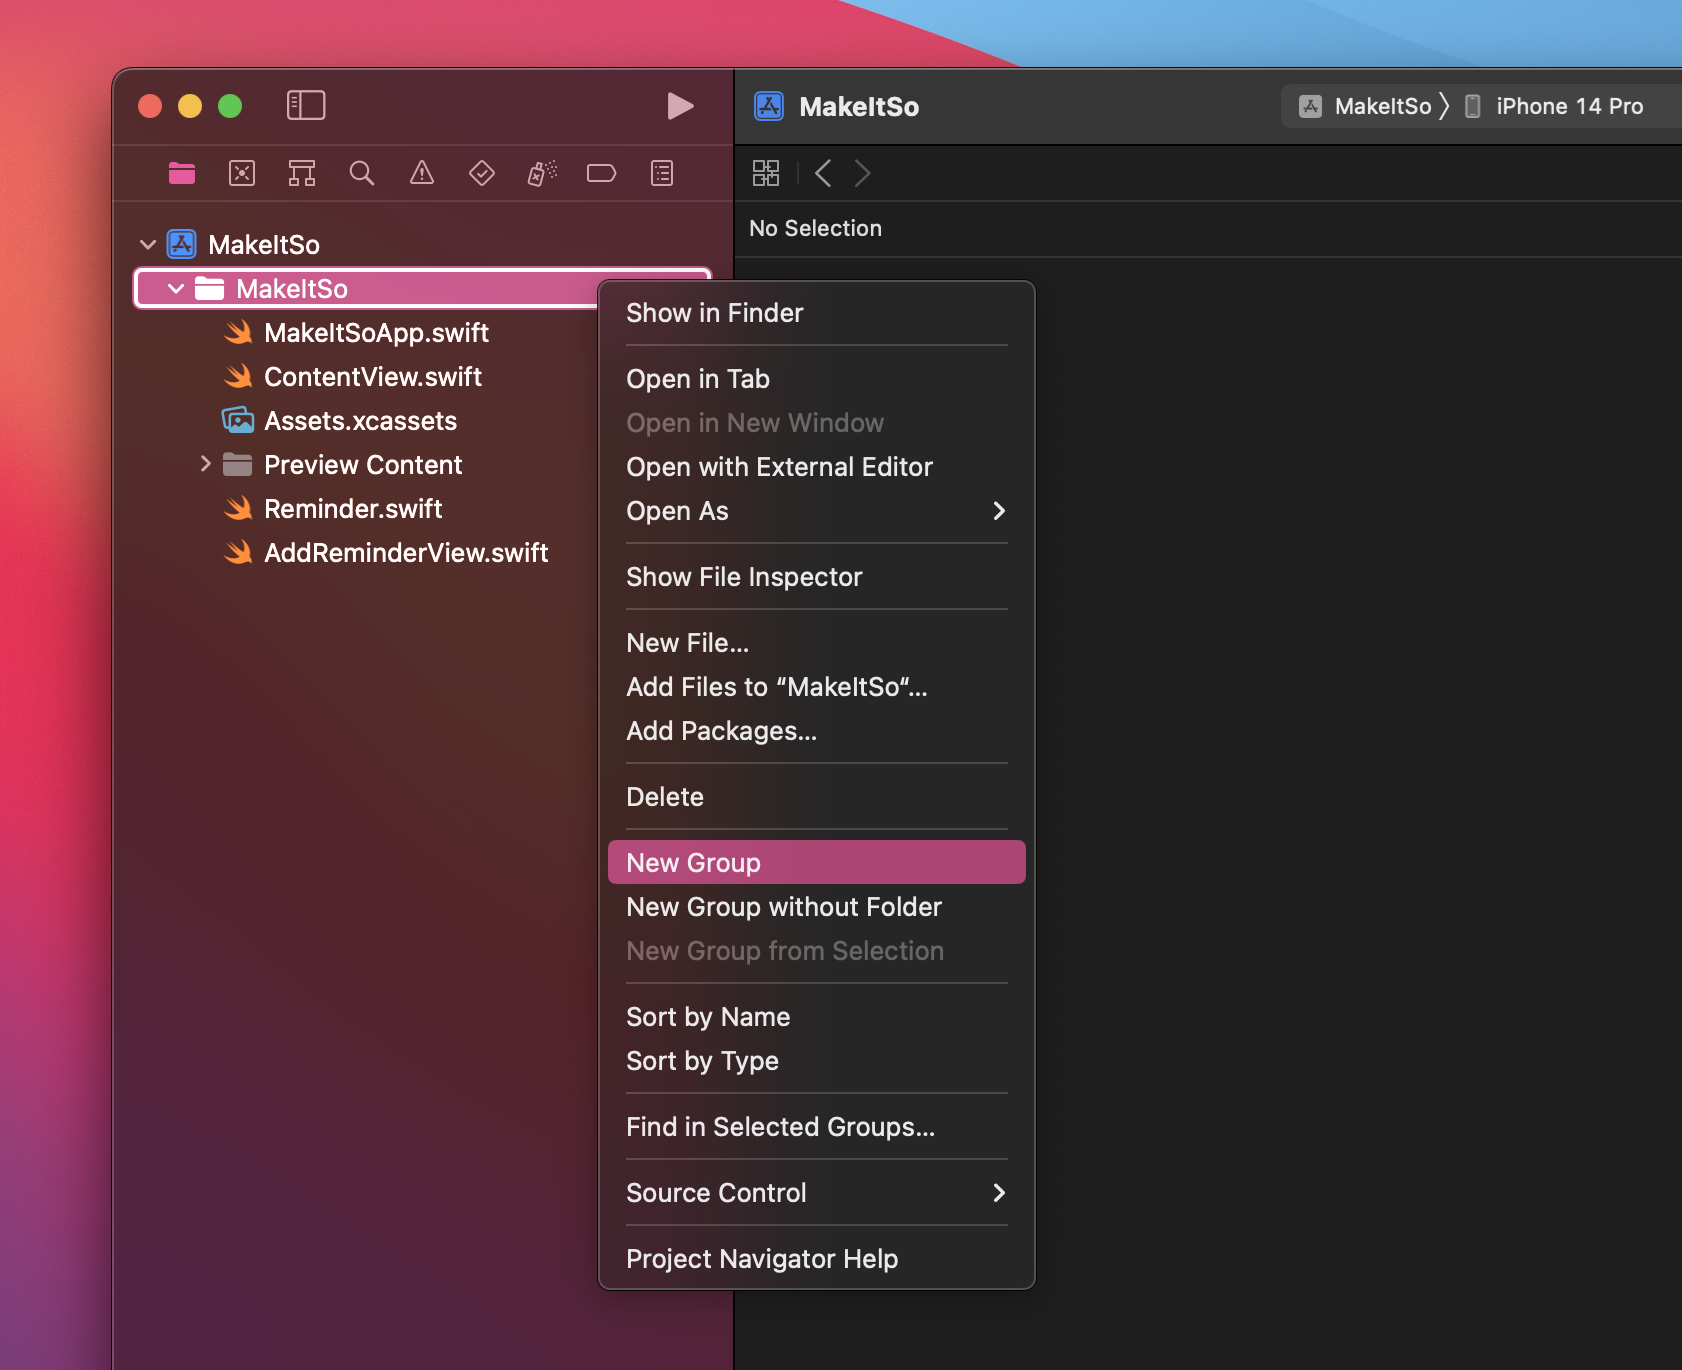 MakeItSo
MakeItSo
iPhone 14 Pro
No Selection
MakeItSo
MakeItSo
MakeItSoApp.swift
ContentView.swift
Assets.xcassets
Preview Content
Reminder.swift
AddReminderView.swift
Show in Finder
Open in Tab
Open in New Window
Open with External Editor
Open As
Show File Inspector
New File...
Add Files to “MakeItSo“...
Add Packages...
Delete
New Group
New Group without Folder
New Group from Selection
Sort by Name
Sort by Type
Find in Selected Groups...
Source Control
Project Navigator Help